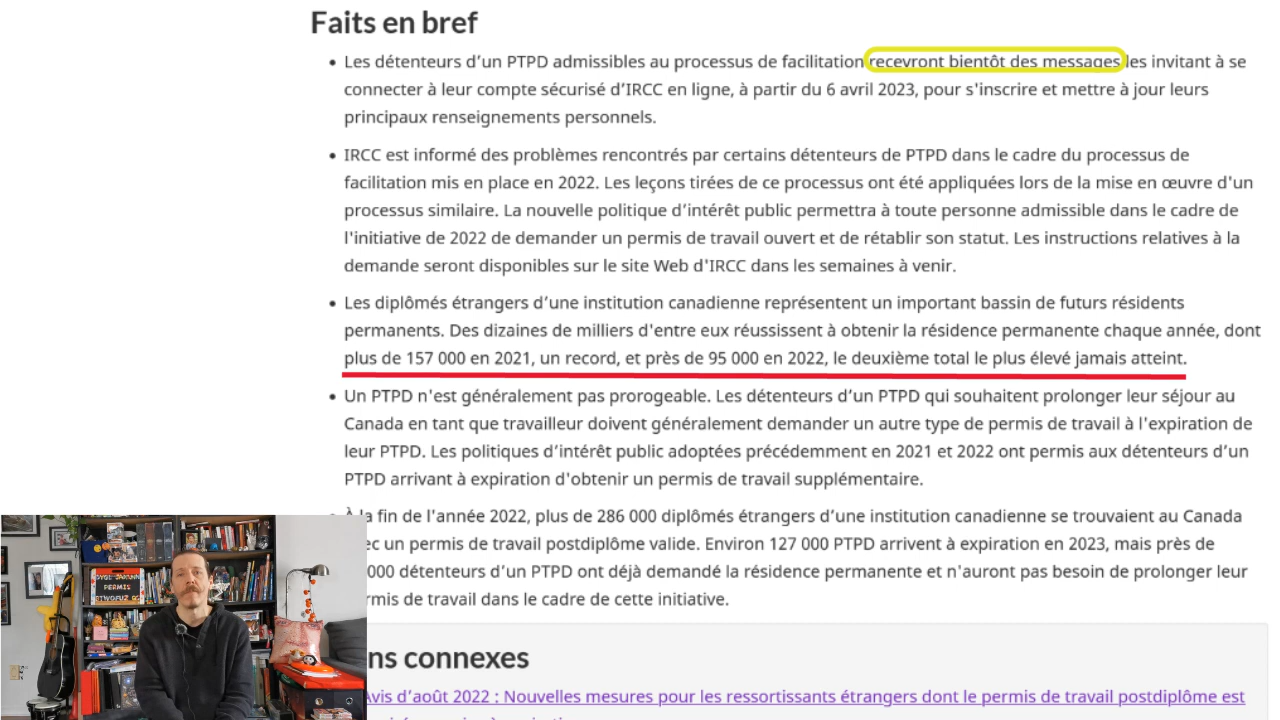 Faits en bref
Les détenteurs d’un PTPD admissibles au processus de facilitation recevront bientôt des messages les invitant à se
connecter à leur compte sécurisé d’IRCC en ligne, à partir du 6 avril 2023, pour s'inscrire et mettre à jour leurs
principaux renseignements personnels.
IRCC est informé des problèmes rencontrés par certains détenteurs de PTPD dans le cadre du processus de
facilitation mis en place en 2022. Les leçons tirées de ce processus ont été appliquées lors de la mise en œuvre d'un
processus similaire. La nouvelle politique d’intérêt public permettra à toute personne admissible dans le cadre de
l'initiative de 2022 de demander un permis de travail ouvert et de rétablir son statut. Les instructions relatives à la
demande seront disponibles sur le site Web d'IRCC dans les semaines à venir.
Les diplômés étrangers d’une institution canadienne représentent un important bassin de futurs résidents
permanents. Des dizaines de milliers d'entre eux réussissent à obtenir la résidence permanente chaque année, dont
plus de 157 000 en 2021, un record, et près de 95 000 en 2022, le deuxième total le plus élevé jamais atteint.
Un PTPD n'est généralement pas prorogeable. Les détenteurs d’un PTPD qui souhaitent prolonger leur séjour au
Canada en tant que travailleur doivent généralement demander un autre type de permis de travail à l'expiration de
leur PTPD. Les politiques d’intérêt public adoptées précédemment en 2021 et 2022 ont permis aux détenteurs d’un
PTPD arrivant à expiration d'obtenir un permis de travail supplémentaire.
À la fin de l'année 2022, plus de 286 000 diplômés étrangers d’une institution canadienne se trouvaient au Canada
ec un permis de travail postdiplôme valide. Environ 127 000 PTPD arrivent à expiration en 2023, mais près de
000 détenteurs d’un PTPD ont déjà demandé la résidence permanente et n'auront pas besoin de prolonger leur
rmis de travail dans le cadre de cette initiative.
ns connexes
Avis d’août 2022 : Nouvelles mesures pour les ressortissants étrangers dont le permis de travail postdiplôme est
PERMIS